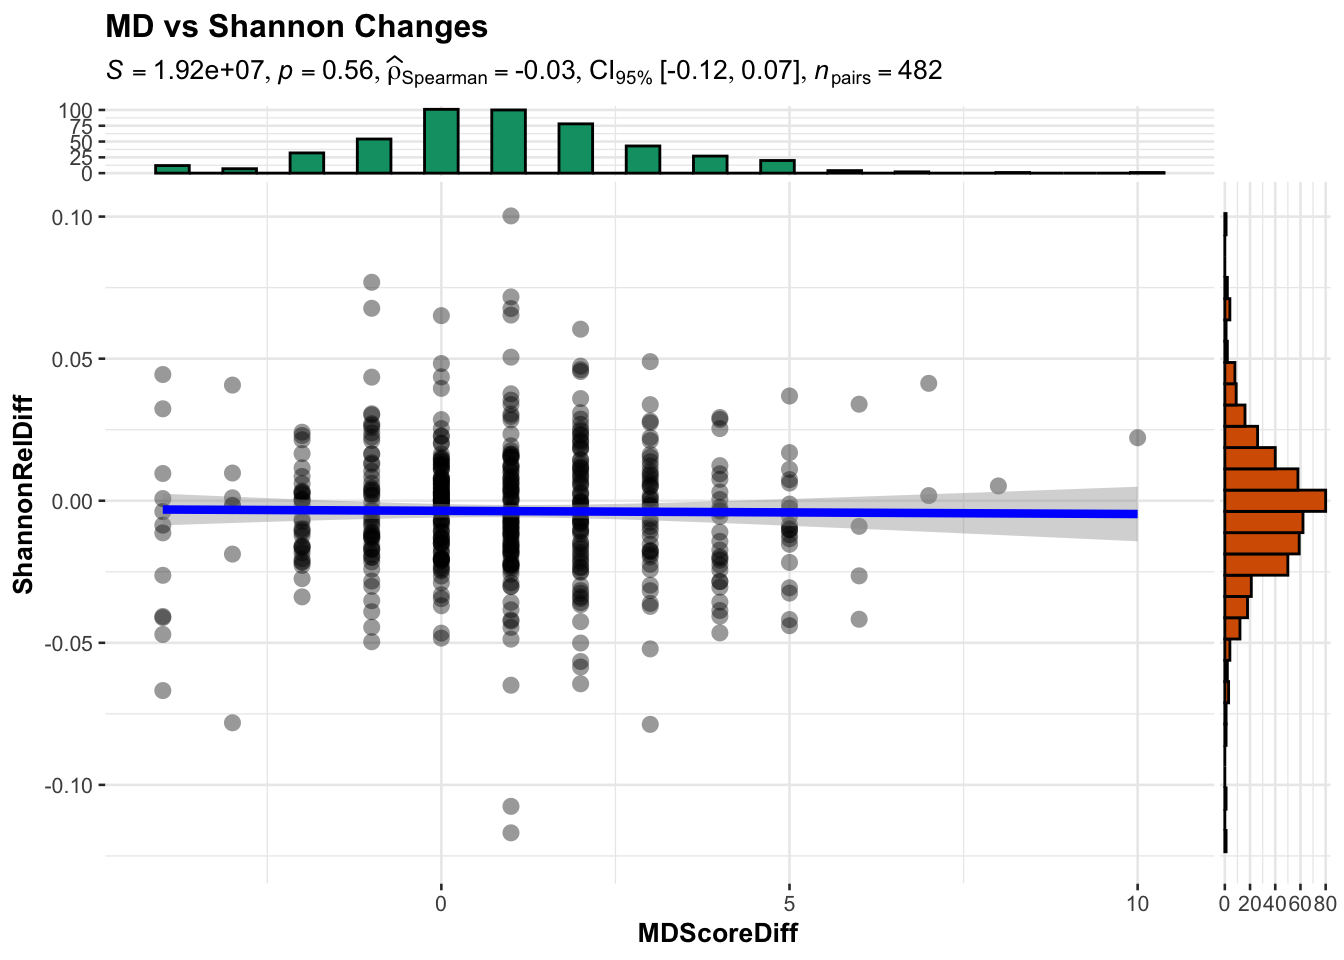 MD vs Shannon Changes
S = 1.92e+07, p = 0.56, ρ̂Spearman = -0.03, CI95% [-0.12, 0.07], npairs = 482
100
75
50
25
0
0.10
0.05
0.00
-0.05
-0.10
ShannonRelDiff
0 5 10
0 20 40 60 80
MDScoreDiff